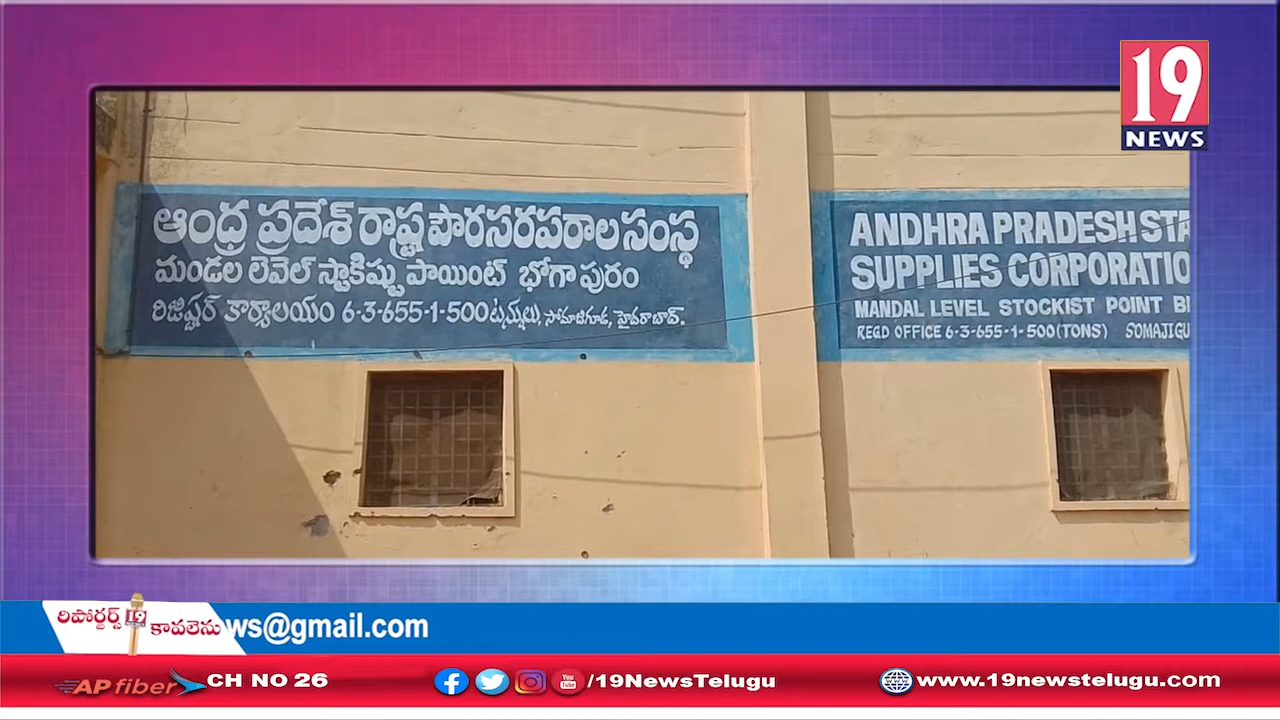 19
NEWS
ఆంధ్ర ప్రదేశ్ రాష్ట్ర పౌరసరఫరాల సంస్థ
మండల లెవెల్ స్టాకిష్టు పాయింట్ భోగాపురం
రిజిష్టర్ కార్యాలయం 6-3-655-1-500 టన్నులు, సోమాజిగూడ, హైదరాబాద్.
ANDHRA PRADESH STA
SUPPLIES CORPORATIO
MANDAL LEVEL STOCKIST POINT B
REGD OFFICE 6-3-655-1-500(TONS) SOMAJIGU
రిపోర్టర్స్ 19 కావలెను
ws@gmail.com
AP fiber CH NO 26
/19NewsTelugu
www.19newstelugu.com